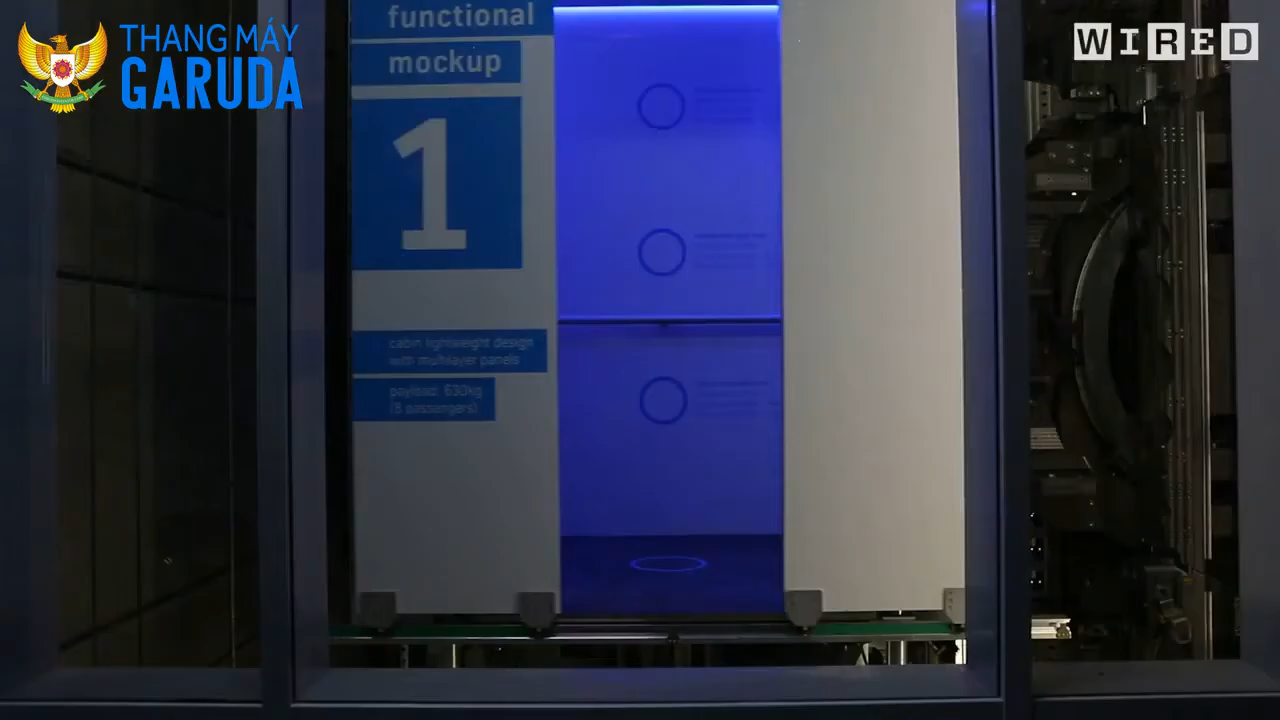 THANG MÁY
GARUDA
WIRED
functional
mockup
1
cabin lightweight design
with multilayer panels
payload: 630kg
(8 passengers)